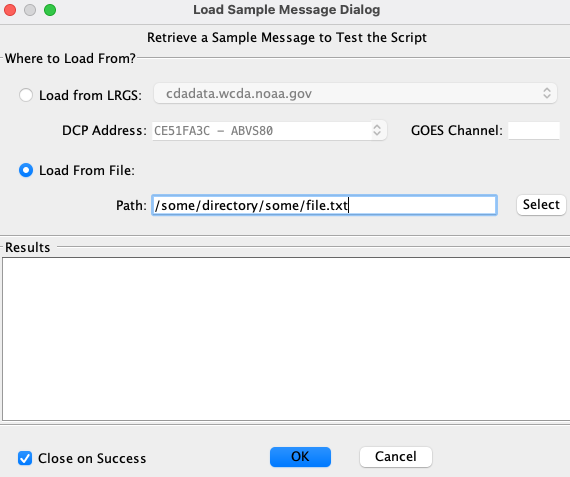 Load Sample Message Dialog
Retrieve a Sample Message to Test the Script
Where to Load From?
Load from LRGS: cdadata.wcda.noaa.gov
DCP Address: CE51FA3C - ABVS80 GOES Channel:
Load From File:
Path: /some/directory/some/file.txt Select
Results
Close on Success OK Cancel